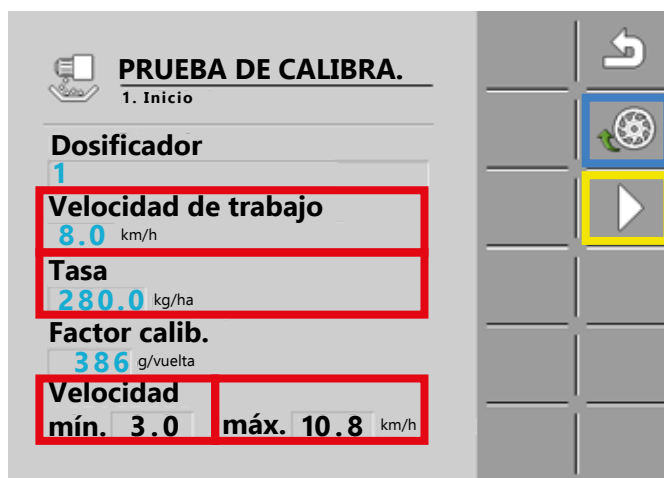 PRUEBA DE CALIBRA.
1. Inicio
Dosificador
1
Velocidad de trabajo
8.0 km/h
Tasa
280.0 kg/ha
Factor calib.
386 g/vuelta
Velocidad
mín. 3.0 máx. 10.8 km/h